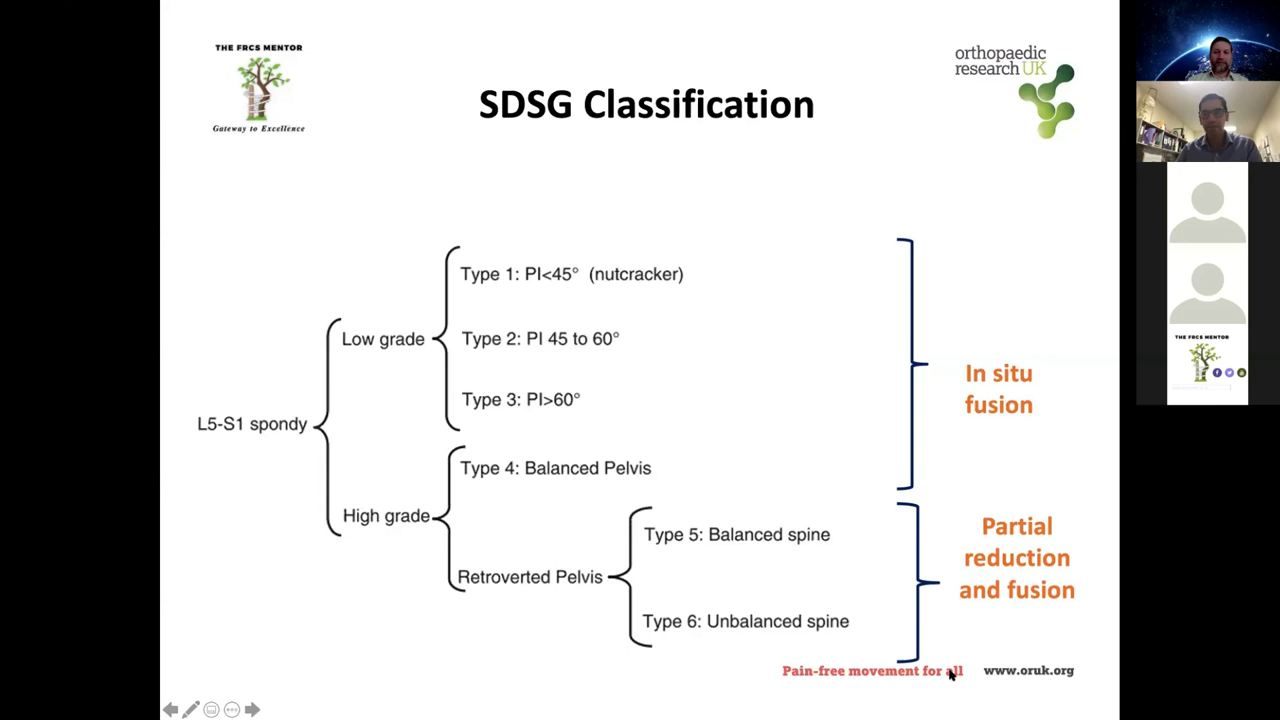 THE FRCS MENTOR
Gateway to Excellence
orthopaedic
research UK
SDSG Classification
L5-S1 spondy
Low grade
Type 1: PI<45° (nutcracker)
Type 2: PI 45 to 60°
Type 3: PI>60°
High grade
Type 4: Balanced Pelvis
Retroverted Pelvis
Type 5: Balanced spine
Type 6: Unbalanced spine
In situ
fusion
Partial
reduction
and fusion
Pain-free movement for all
www.oruk.org
THE FRCS MENTOR